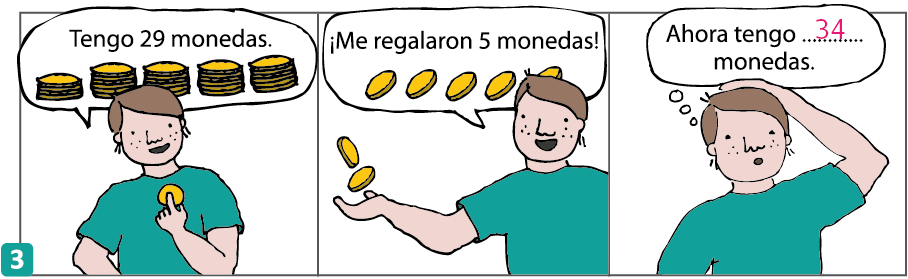 Tengo 29 monedas.
¡Me regalaron 5 monedas!
Ahora tengo ...34... monedas.
3